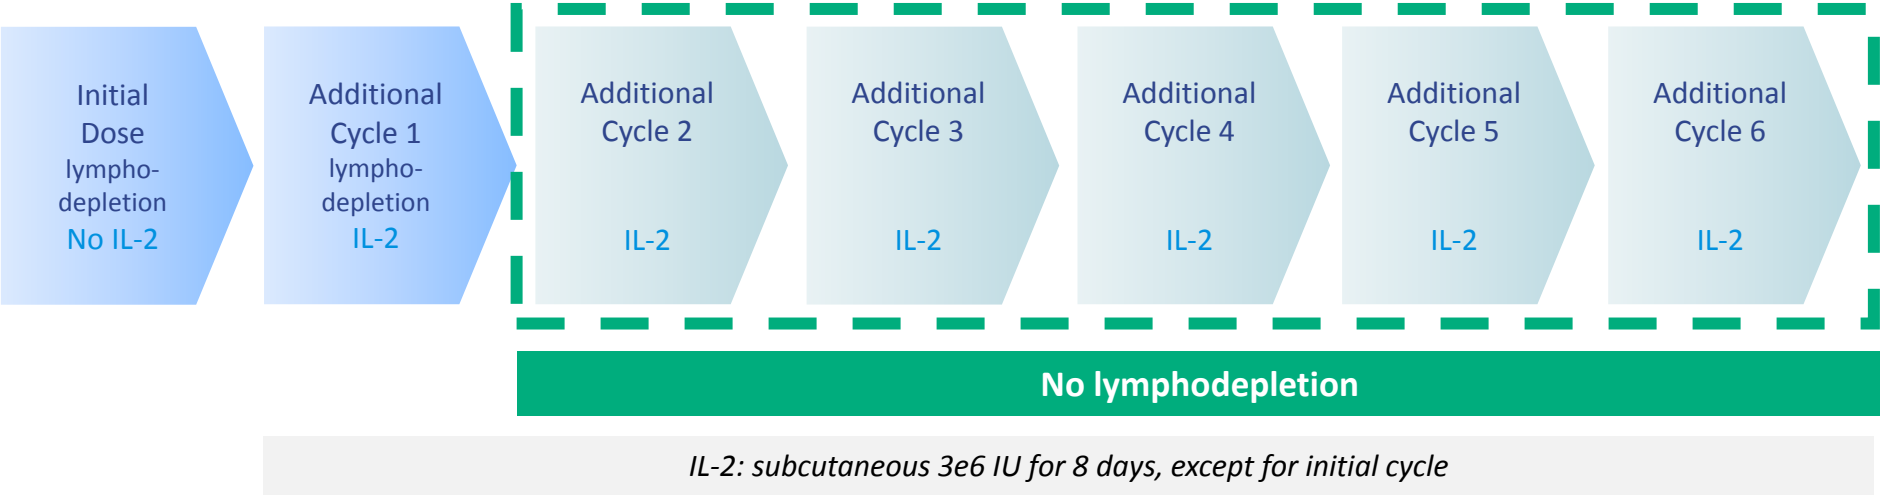 Initial
Dose
lympho-
depletion
No IL-2
Additional
Cycle 1
lympho-
depletion
IL-2
Additional
Cycle 2
IL-2
Additional
Cycle 3
IL-2
Additional
Cycle 4
IL-2
Additional
Cycle 5
IL-2
Additional
Cycle 6
IL-2
No lymphodepletion
IL-2: subcutaneous 3e6 IU for 8 days, except for initial cycle